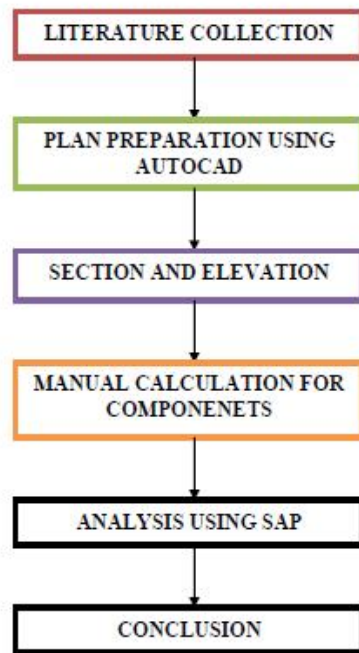 LITERATURE COLLECTION
PLAN PREPARATION USING
AUTOCAD
SECTION AND ELEVATION
MANUAL CALCULATION FOR
COMPONENETS
ANALYSIS USING SAP
CONCLUSION